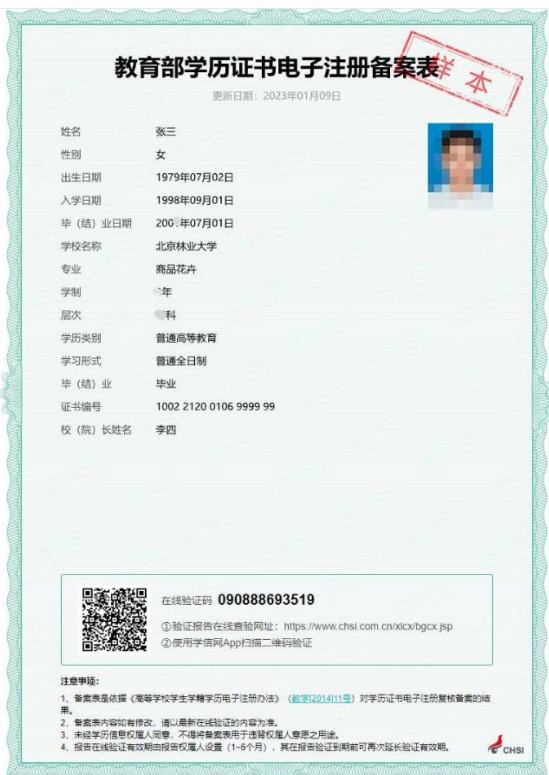 教育部学历证书电子注册备案表
样本
更新日期：2023年01月09日
姓名 张三
性别 女
出生日期 1979年07月02日
入学日期 1998年09月01日
毕（结）业日期 200 年07月01日
学校名称 北京林业大学
专业 商品花卉
学制 年
层次 科
学历类别 普通高等教育
学习形式 普通全日制
毕（结）业 毕业
证书编号 1002 2120 0106 9999 99
校（院）长姓名 李四
在线验证码 090888693519
①验证报告在线查验网址：https://www.chsi.com.cn/xlcx/bgcx.jsp
②使用学信网App扫描二维码验证
注意事项：
1、备案表是依据《高等学校学生学籍学历电子注册办法》（教学[2014]11号）对学历证书电子注册复核备案的结
果。
2、备案表内容如有修改，请以最新在线验证的内容为准。
3、未经学历信息权属人同意，不得将备案表用于违背权属人意愿之用途。
4、报告在线验证有效期由报告权属人设置（1~6个月），其在报告验证到期前可再次延长验证有效期。
CHSI